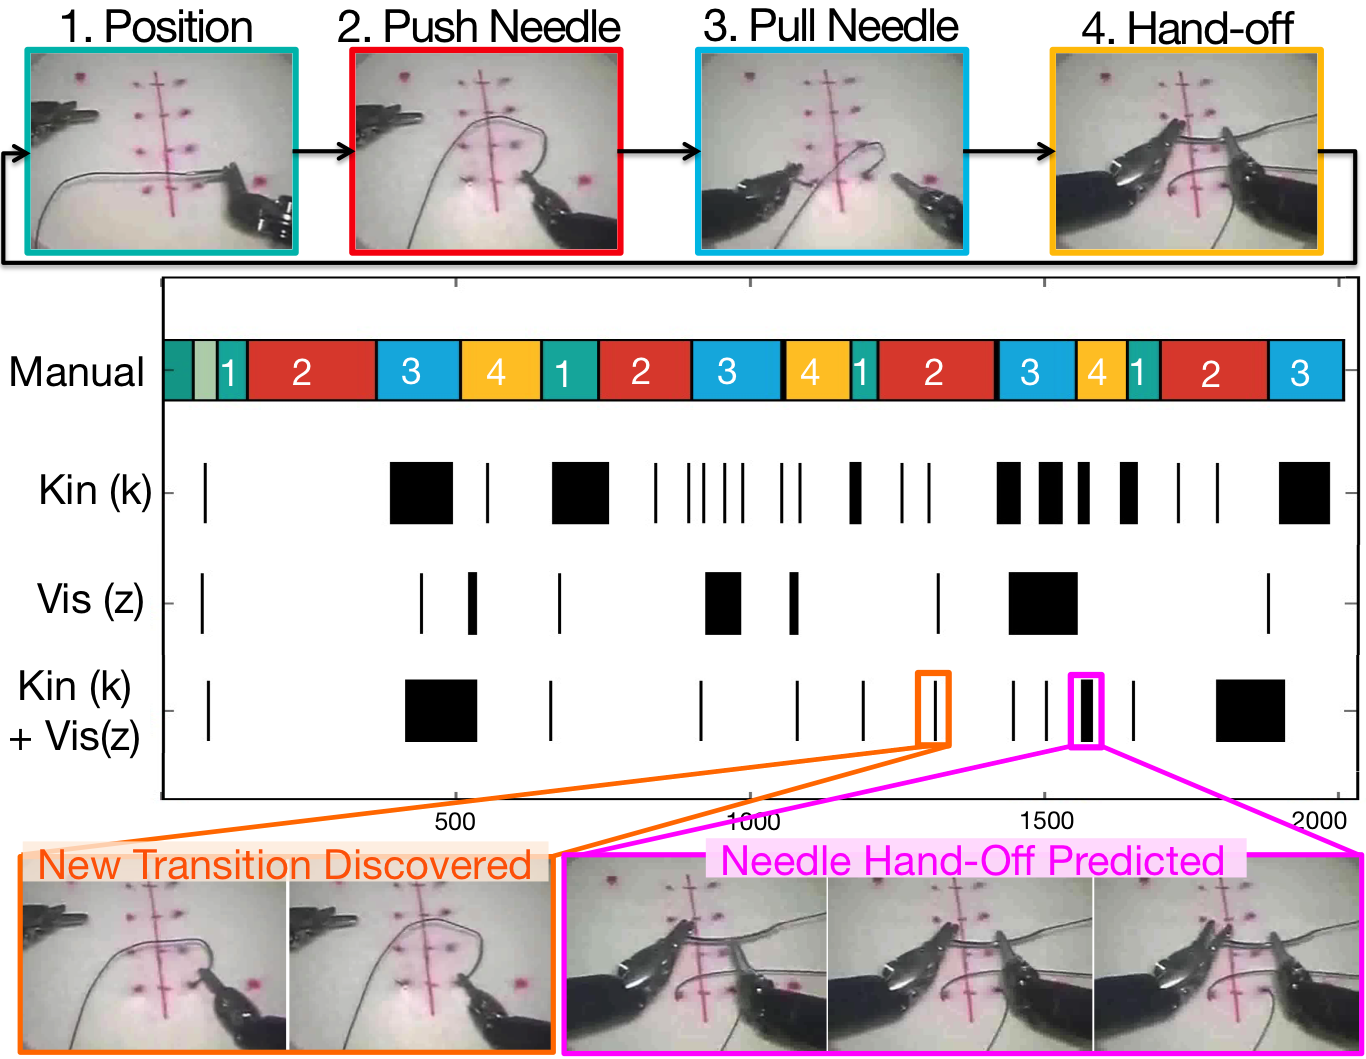 1. Position
2. Push Needle
3. Pull Needle
4. Hand-off
Manual
1 2 3 4 1 2 3 4 1 2 3 4 1 2 3
Kin (k)
Vis (z)
Kin (k)
+ Vis(z)
500 1000 1500 2000
New Transition Discovered
Needle Hand-Off Predicted